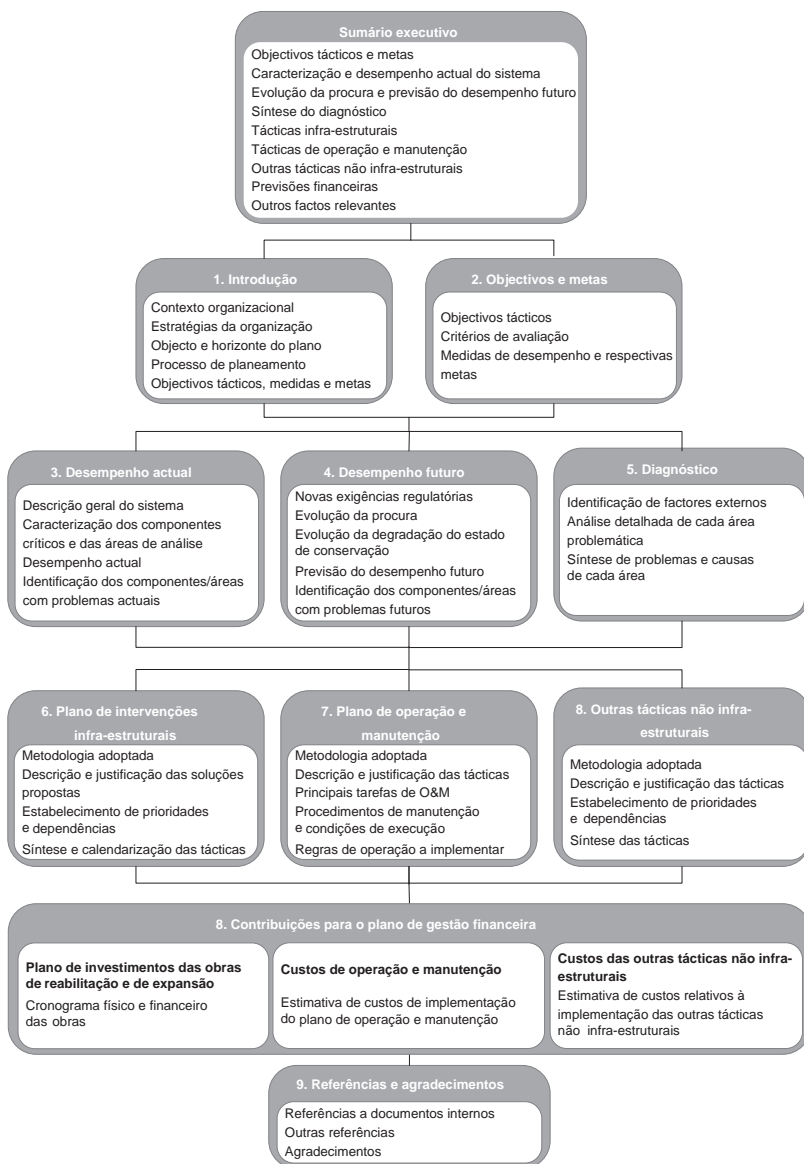 Sumário executivo
Objectivos tácticos e metas
Caracterização e desempenho actual do sistema
Evolução da procura e previsão do desempenho futuro
Síntese do diagnóstico
Tácticas infra-estruturais
Tácticas de operação e manutenção
Outras tácticas não infra-estruturais
Previsões financeiras
Outros factos relevantes
1. Introdução
Contexto organizacional
Estratégias da organização
Objecto e horizonte do plano
Processo de planeamento
Objectivos tácticos, medidas e metas
2. Objectivos e metas
Objectivos tácticos
Critérios de avaliação
Medidas de desempenho e respectivas
metas
3. Desempenho actual
Descrição geral do sistema
Caracterização dos componentes
críticos e das áreas de análise
Desempenho actual
Identificação dos componentes/áreas
com problemas actuais
4. Desempenho futuro
Novas exigências regulatórias
Evolução da procura
Evolução da degradação do estado
de conservação
Previsão do desempenho futuro
Identificação dos componentes/áreas
com problemas futuros
5. Diagnóstico
Identificação de factores externos
Análise detalhada de cada área
problemática
Síntese de problemas e causas
de cada área
6. Plano de intervenções
infra-estruturais
Metodologia adoptada
Descrição e justificação das soluções
propostas
Estabelecimento de prioridades
e dependências
Síntese e calendarização das tácticas
7. Plano de operação e
manutenção
Metodologia adoptada
Descrição e justificação das tácticas
Principais tarefas de O&M
Procedimentos de manutenção
e condições de execução
Regras de operação a implementar
8. Outras tácticas não infra-
estruturais
Metodologia adoptada
Descrição e justificação das tácticas
Estabelecimento de prioridades
e dependências
Síntese das tácticas
8. Contribuições para o plano de gestão financeira
Plano de investimentos das obras
de reabilitação e de expansão
Cronograma físico e financeiro
das obras
Custos de operação e manutenção
Estimativa de custos de implementação
do plano de operação e manutenção
Custos das outras tácticas não infra-
estruturais
Estimativa de custos relativos à
implementação das outras tácticas
não infra-estruturais
9. Referências e agradecimentos
Referências a documentos internos
Outras referências
Agradecimentos